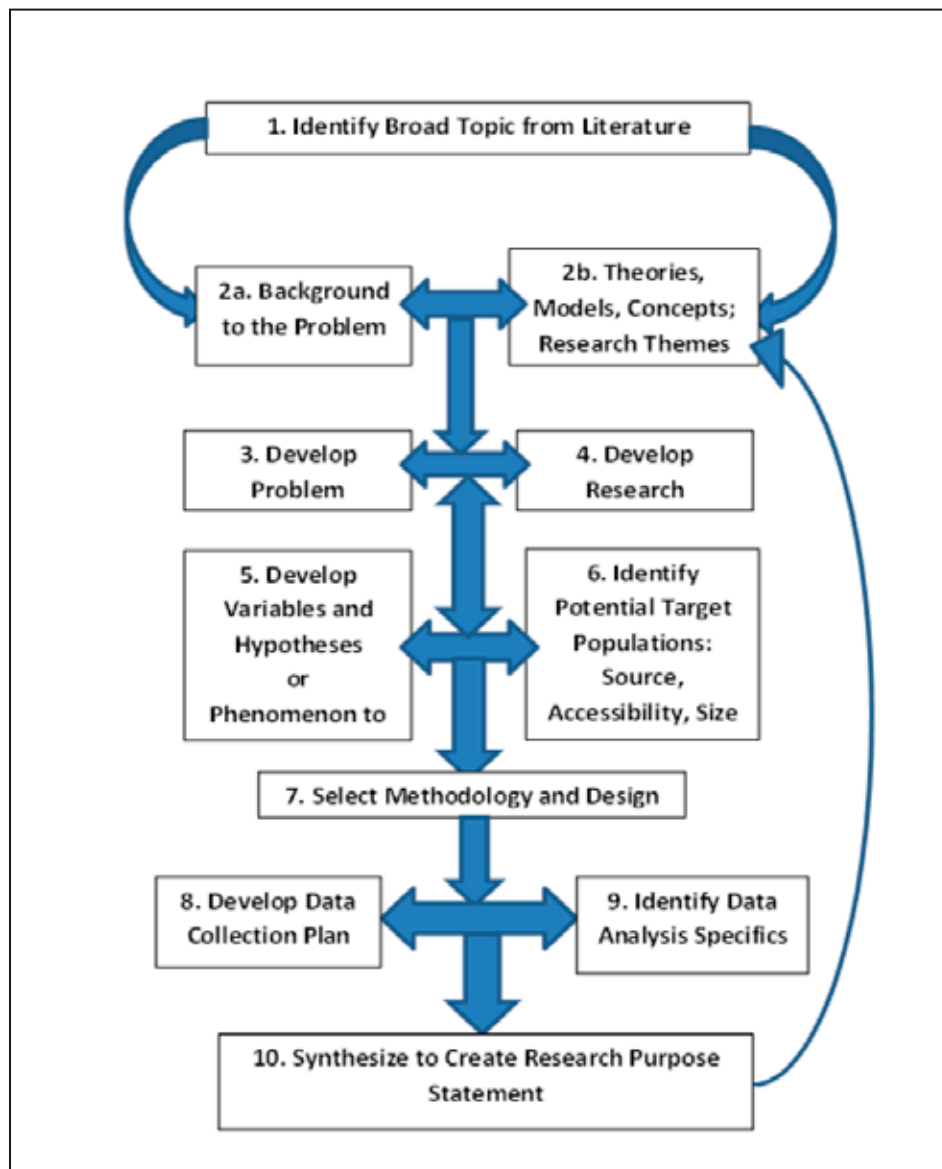 1. Identify Broad Topic from Literature
2a. Background
to the Problem
2b. Theories,
Models, Concepts;
Research Themes
3. Develop
Problem
4. Develop
Research
5. Develop
Variables and
Hypotheses
or
Phenomenon to
6. Identify
Potential Target
Populations:
Source,
Accessibility, Size
7. Select Methodology and Design
8. Develop Data
Collection Plan
9. Identify Data
Analysis Specifics
10. Synthesize to Create Research Purpose
Statement